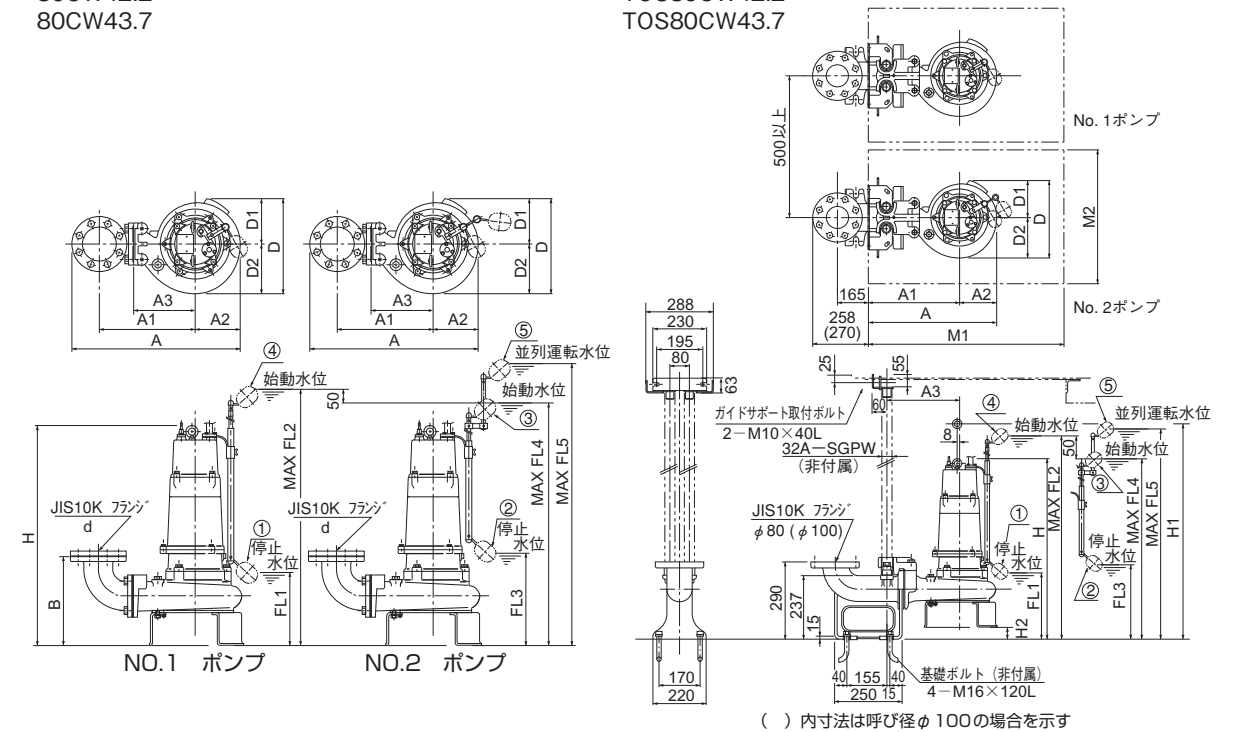 80CW43.7
D1
D2
D
A3
A1
A2
A
D1
D2
D
A3
A1
A2
A
④
始動水位
50
⑤
並列運転水位
始動水位
③
H
B
JIS10K フランジ
d
MAX FL2
①
停止
水位
FL1
JIS10K フランジ
d
②
停止
水位
FL3
MAX FL4
MAX FL5
NO.1 ポンプ
NO.2 ポンプ
TOS80CW43.7
500以上
No. 1ポンプ
D1
D2
D
M2
165
A1
A2
A
258
(270)
M1
No. 2ポンプ
288
230
195
80
63
25
55
60
A3
ガイドサポート取付ボルト
2－M10×40L
32A－SGPW
(非付属)
8
④
始動水位
50
⑤
並列運転水位
始動水位
③
JIS10K フランジ
φ80 (φ100)
①
停止
水位
停止
水位
②
290
237
15
H2
FL1
H
MAX FL2
FL3
MAX FL4
MAX FL5
H1
170
220
40
155
40
250
15
基礎ボルト (非付属)
4－M16×120L
( ) 内寸法は呼び径φ100の場合を示す